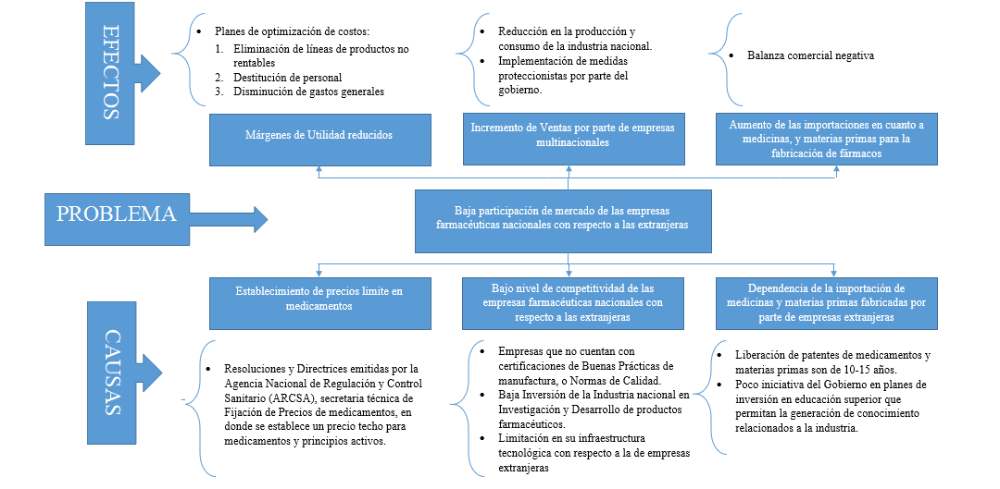 EFECTOS
• Planes de optimización de costos:
1. Eliminación de líneas de productos no
rentables
2. Destitución de personal
3. Disminución de gastos generales
• Reducción en la producción y
consumo de la industria nacional.
• Implementación de medidas
proteccionistas por parte del
gobierno.
• Balanza comercial negativa
Márgenes de Utilidad reducidos
Incremento de Ventas por parte de empresas
multinacionales
Aumento de las importaciones en cuanto a
medicinas, y materias primas para la
fabricación de fármacos
PROBLEMA
Baja participación de mercado de las empresas
farmacéuticas nacionales con respecto a las extranjeras
CAUSAS
Establecimiento de precios limite en
medicamentos
Bajo nivel de competitividad de las
empresas farmacéuticas nacionales con
respecto a las extranjeras
Dependencia de la importación de
medicinas y materias primas fabricadas por
parte de empresas extranjeras
• Resoluciones y Directrices emitidas por la
Agencia Nacional de Regulación y Control
Sanitario (ARCSA), secretaria técnica de
Fijación de Precios de medicamentos, en
donde se establece un precio techo para
medicamentos y principios activos.
• Empresas que no cuentan con
certificaciones de Buenas Prácticas de
manufactura, o Normas de Calidad.
• Baja Inversión de la Industria nacional en
Investigación y Desarrollo de productos
farmacéuticos.
• Limitación en su infraestructura
tecnológica con respecto a la de empresas
extranjeras
• Liberación de patentes de medicamentos y
materias primas son de 10-15 años.
• Poco iniciativa del Gobierno en planes de
inversión en educación superior que
permitan la generación de conocimiento
relacionados a la industria.